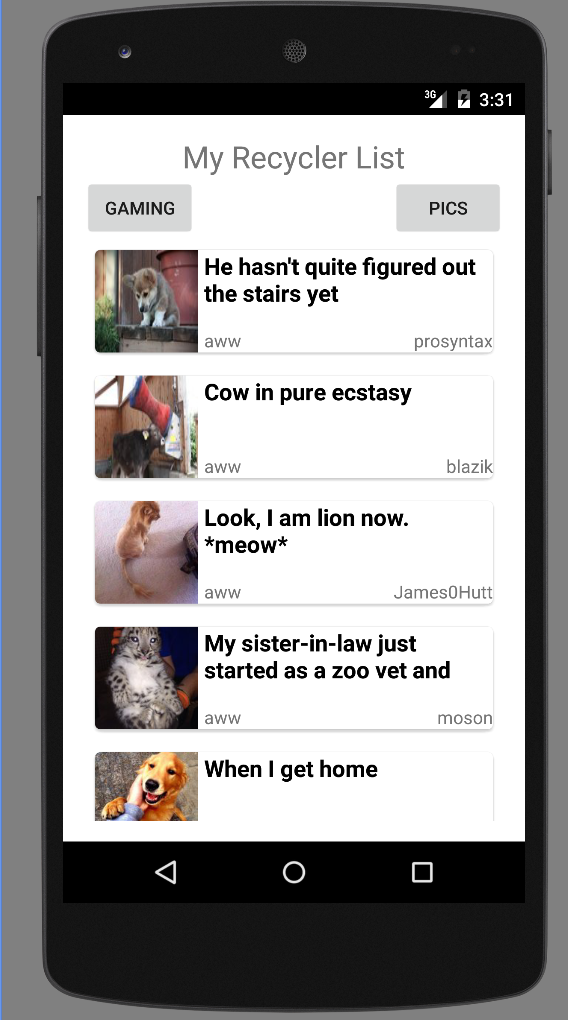 3G 3:31
My Recycler List
GAMING PICS
He hasn't quite figured out
the stairs yet
aww prosyntax
Cow in pure ecstasy
aww blazik
Look, I am lion now.
*meow*
aww James0Hutt
My sister-in-law just
started as a zoo vet and
aww moson
When I get home